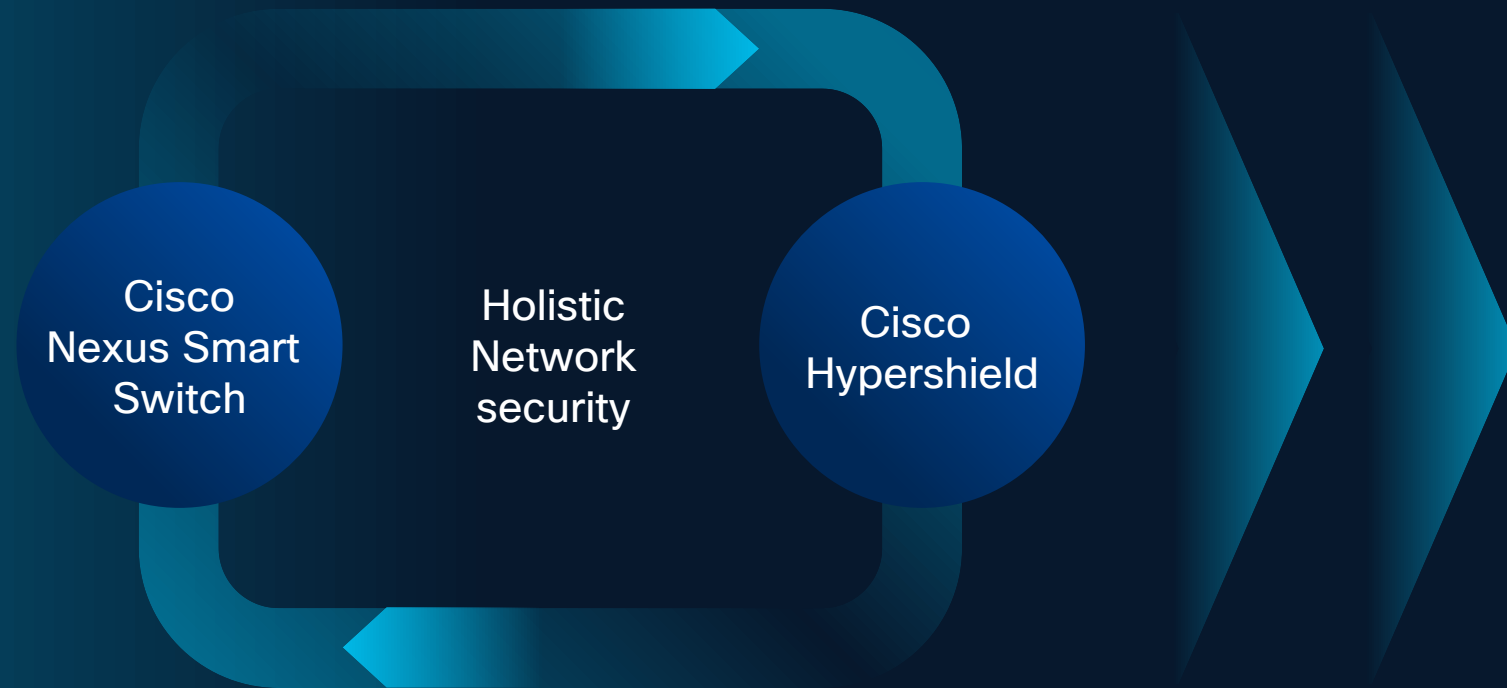 Cisco
Nexus Smart
Switch
Holistic
Network
security
Cisco
Hypershield